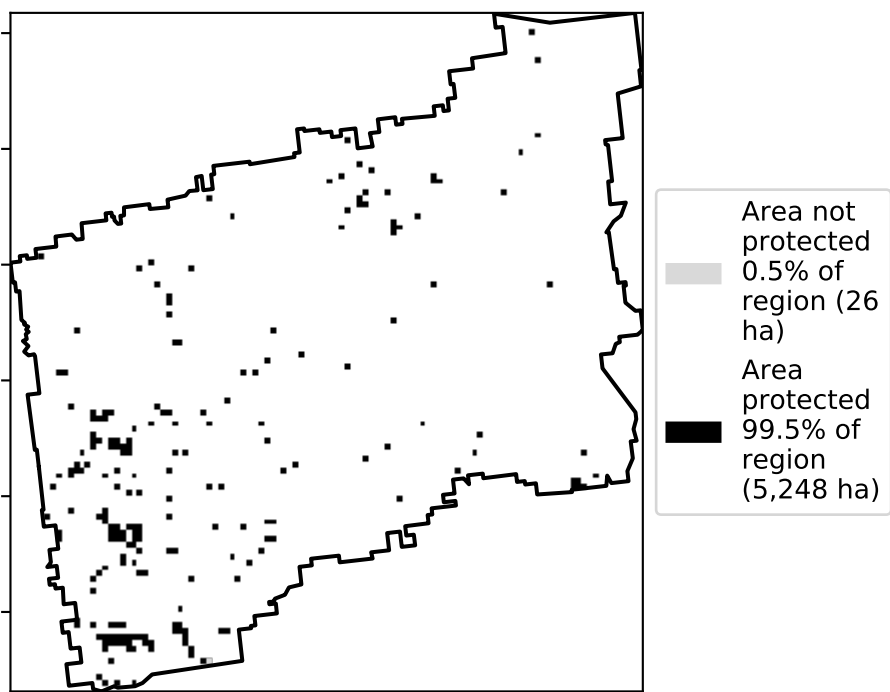 Area not
protected
0.5% of
region (26
ha)
Area
protected
99.5% of
region
(5,248 ha)